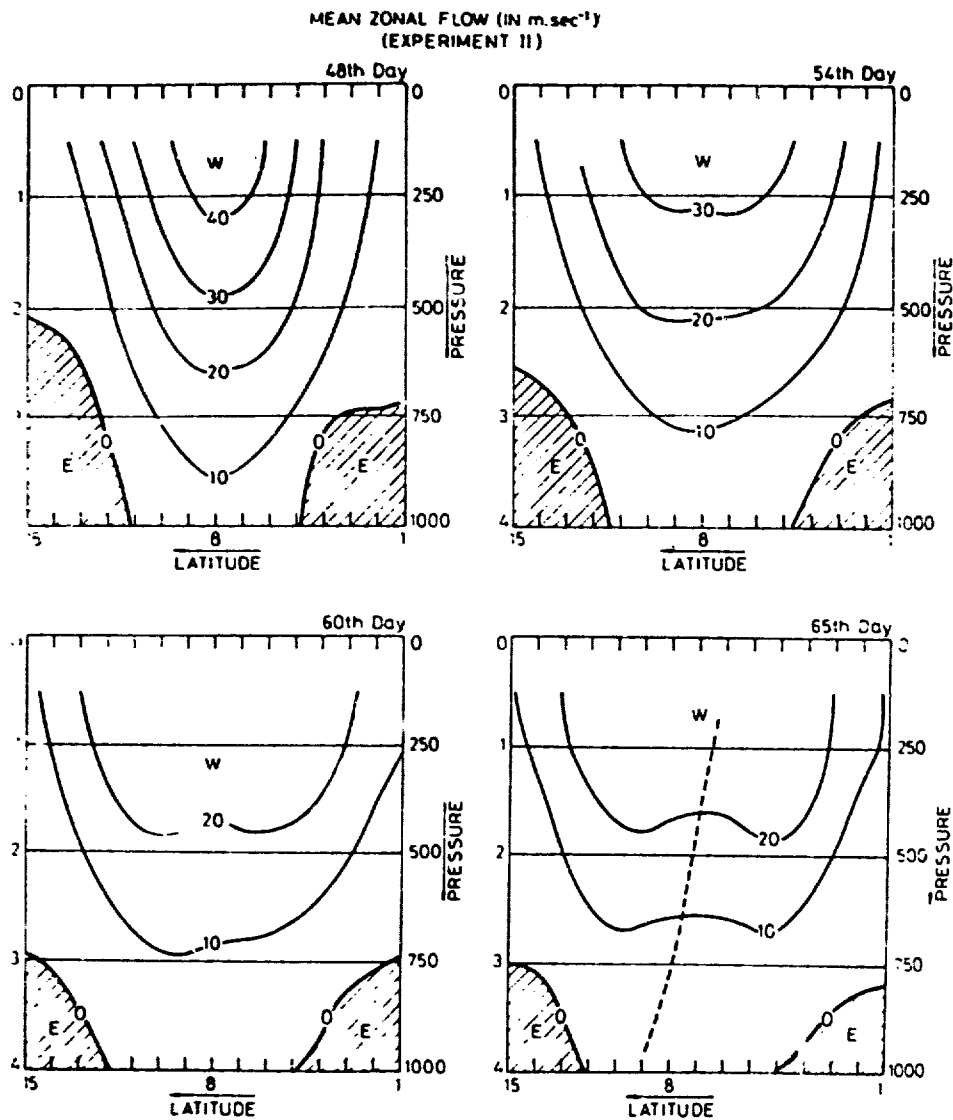 MEAN ZONAL FLOW (IN m.sec⁻¹)
(EXPERIMENT II)
48th Day
0 0
W
1 250
40
30
2 500
20
PRESSURE
750
0 0
E E
10
1000
15 8 1
LATITUDE
54th Day
0 0
W
1 250
30
2 500
20
PRESSURE
3 750
10
0 0
E E
4 1000
15 8 1
LATITUDE
60th Day
0
250
W
20
2 500
PRESSURE
10
3 750
0 0
E E
4 1000
15 8 1
LATITUDE
65th Day
0
W
1 250
20
2
PRESSURE
10
3 750
0 0
E E
4 1000
15 8 1
LATITUDE